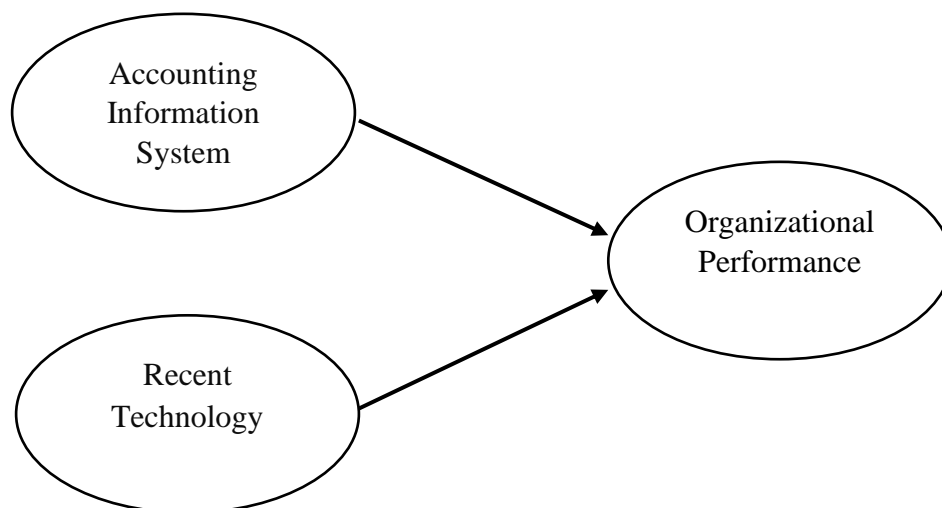 Accounting
Information
System
Organizational
Performance
Recent
Technology